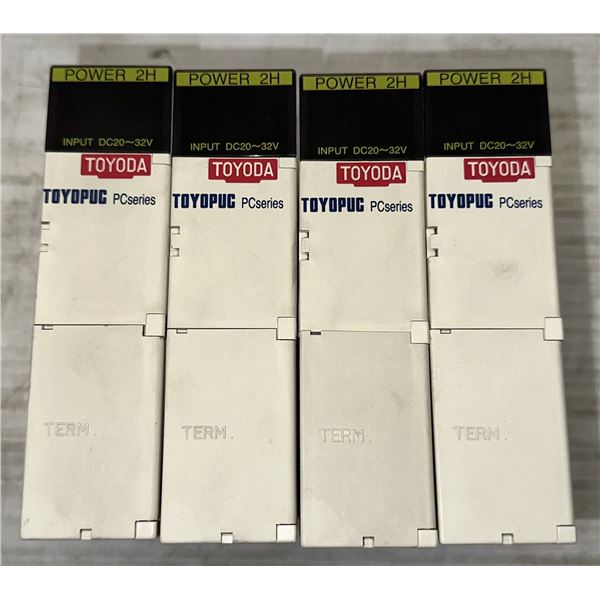 POWER 2H
INPUT DC20~32V
TOYODA
TOYOPUC PCseries
TERM.
POWER 2H
INPUT DC20~32V
TOYODA
TOYOPUC PCseries
TERM.
POWER 2H
INPUT DC20~32V
TOYODA
TOYOPUC PCseries
TERM.
POWER 2H
INPUT DC20~32V
TOYODA
TOYOPUC PCseries
TERM.